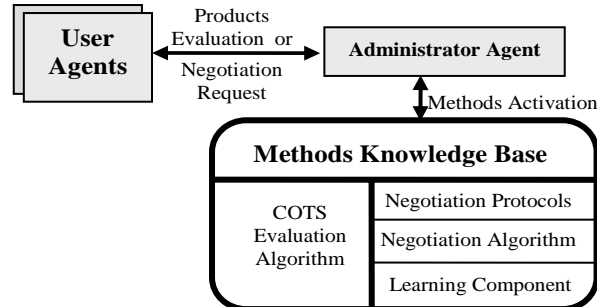 User
Agents
Products
Evaluation or
Negotiation
Request
Administrator Agent
Methods Activation
Methods Knowledge Base
COTS
Evaluation
Algorithm
Negotiation Protocols
Negotiation Algorithm
Learning Component